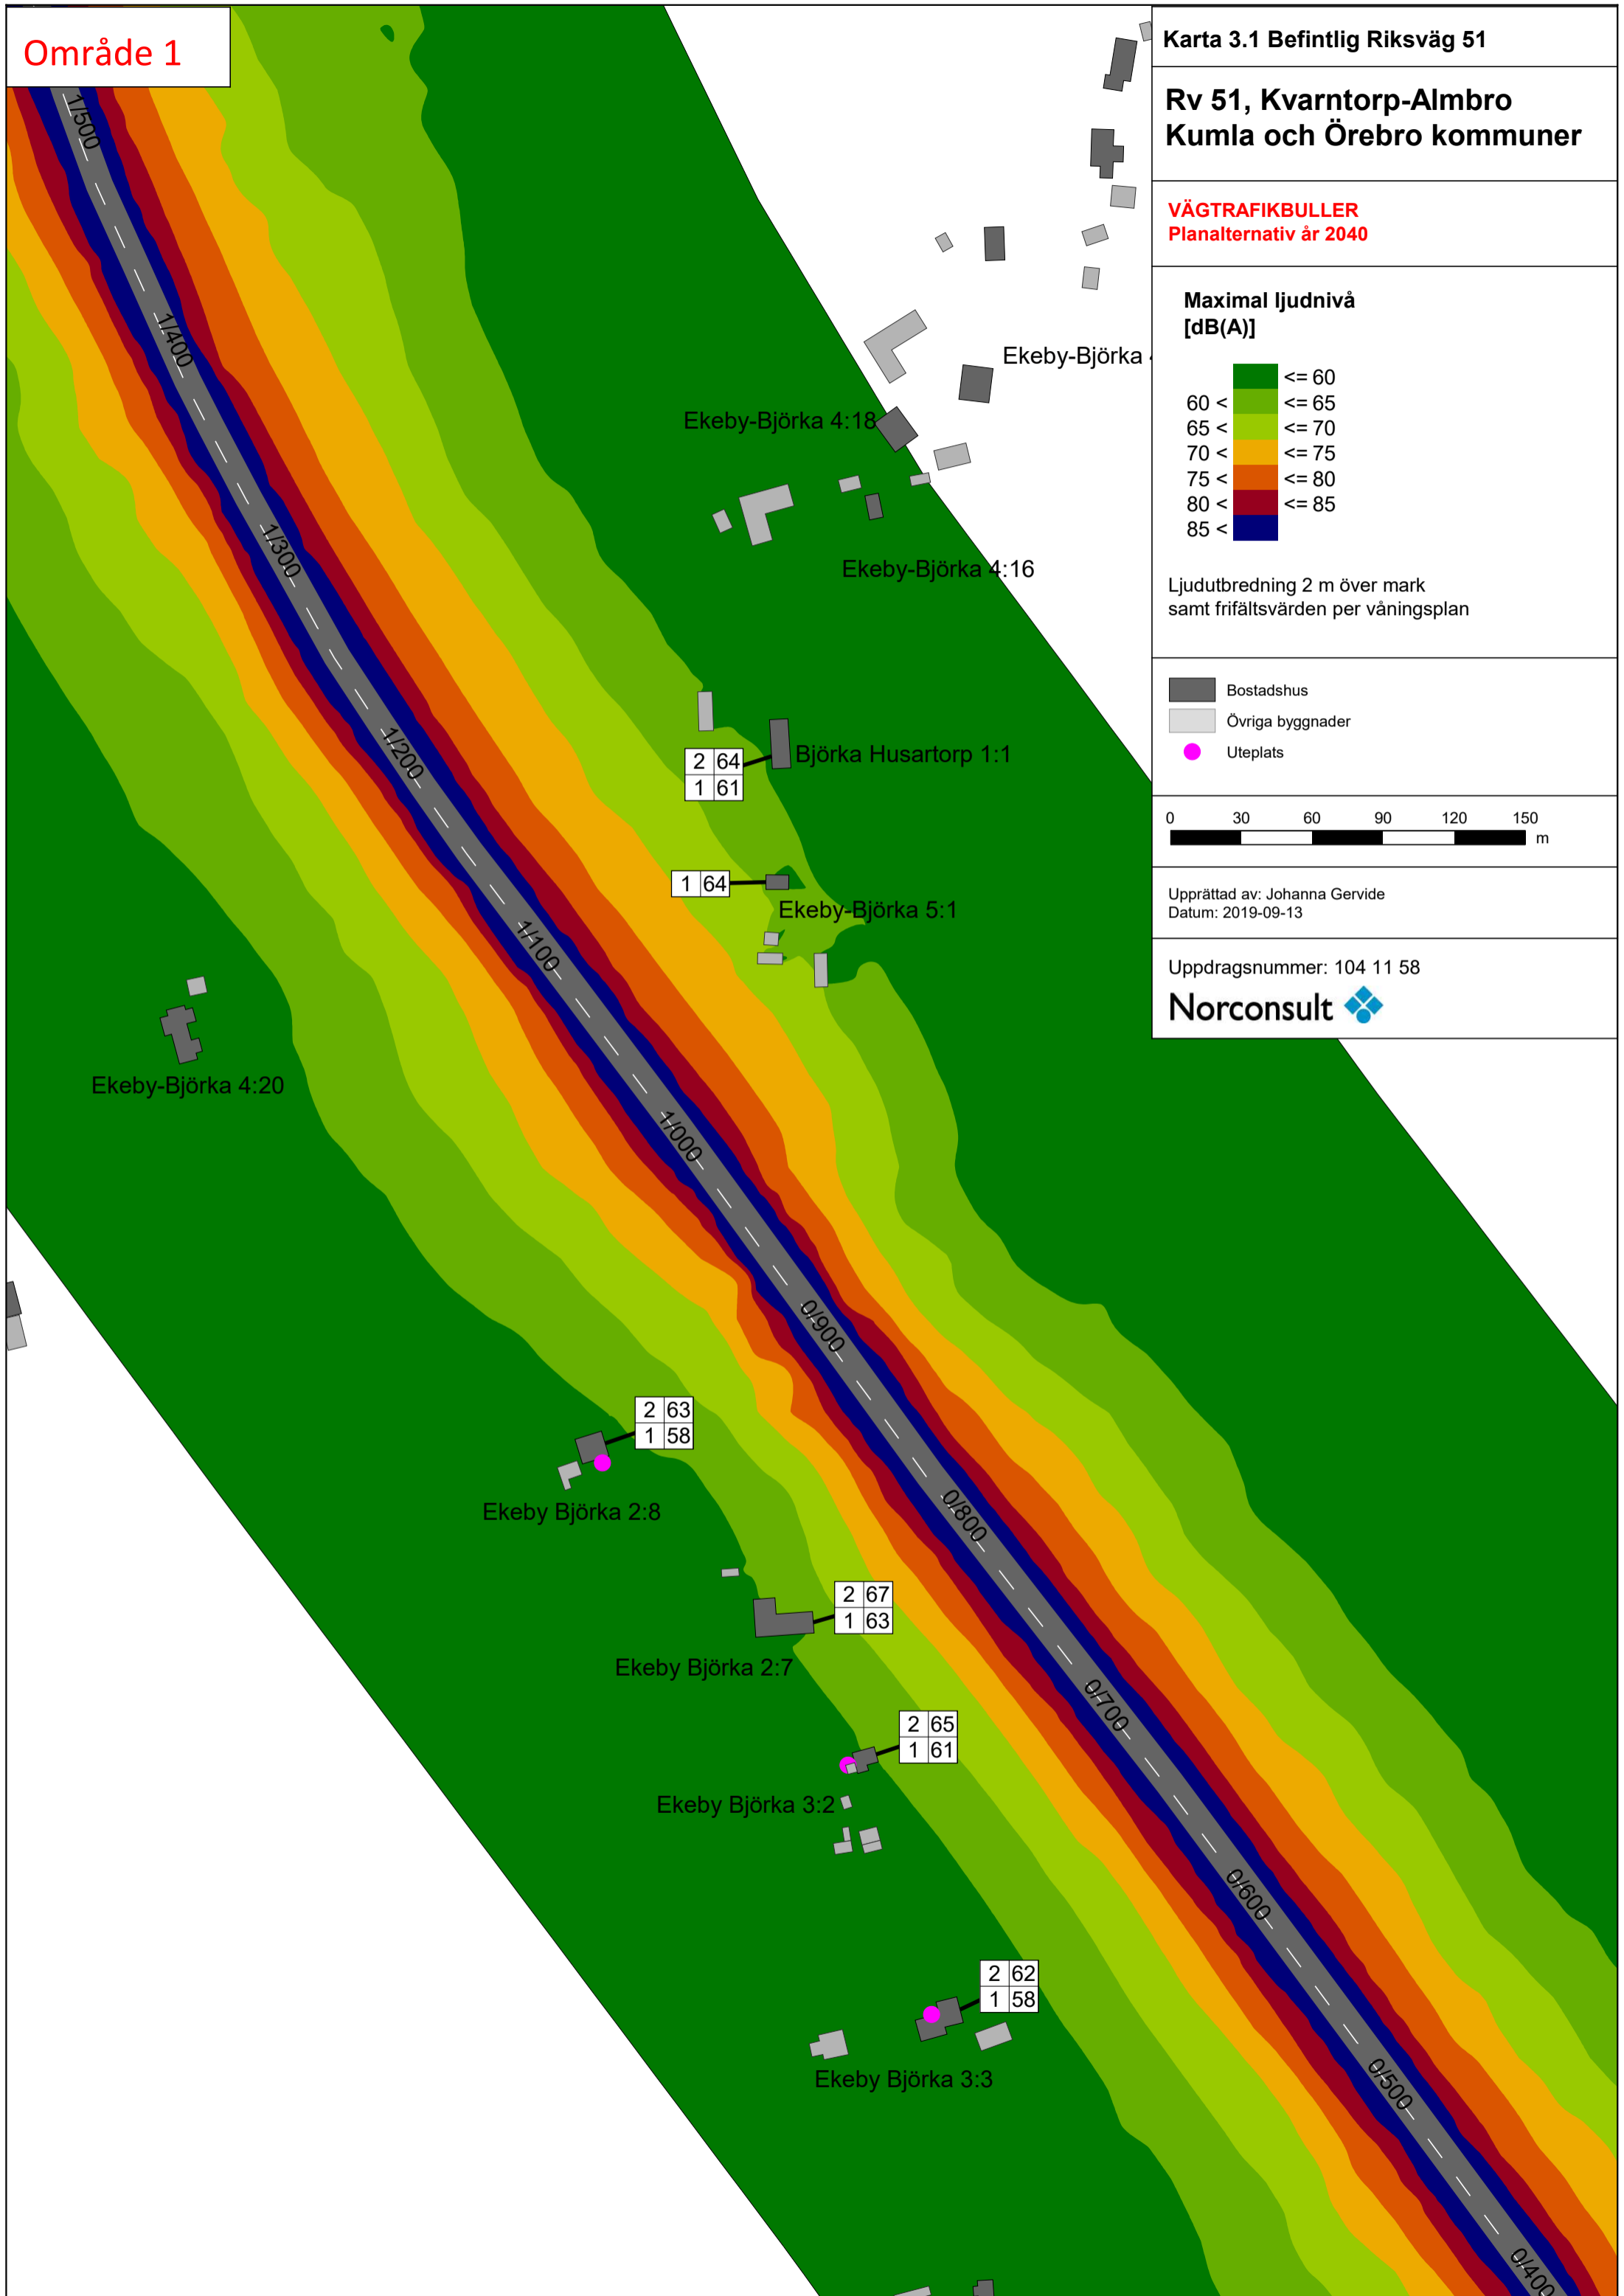 Område 1
Karta 3.1 Befintlig Riksväg 51
Rv 51, Kvarntorp-Almbro
Kumla och Örebro kommuner
VÄGTRAFIKBULLER
Planalternativ år 2040
Maximal ljudnivå
[dB(A)]
<= 60
60 < <= 65
65 < <= 70
70 < <= 75
75 < <= 80
80 < <= 85
85 <
Ljudutbredning 2 m över mark
samt frifältsvärden per våningsplan
Bostadshus
Övriga byggnader
Uteplats
0 30 60 90 120 150
m
Upprättad av: Johanna Gervide
Datum: 2019-09-13
Uppdragsnummer: 104 11 58
Norconsult
1/500
1/400
Ekeby-Björka
Ekeby-Björka 4:18
1/300
Ekeby-Björka 4:16
1/200
Björka Husartorp 1:1
2 64
1 61
1 64
Ekeby-Björka 5:1
1/100
Ekeby-Björka 4:20
1/000
0/900
2 63
1 58
Ekeby Björka 2:8
0/800
2 67
1 63
Ekeby Björka 2:7
0/700
2 65
1 61
Ekeby Björka 3:2
0/600
2 62
1 58
Ekeby Björka 3:3
0/500
0/400